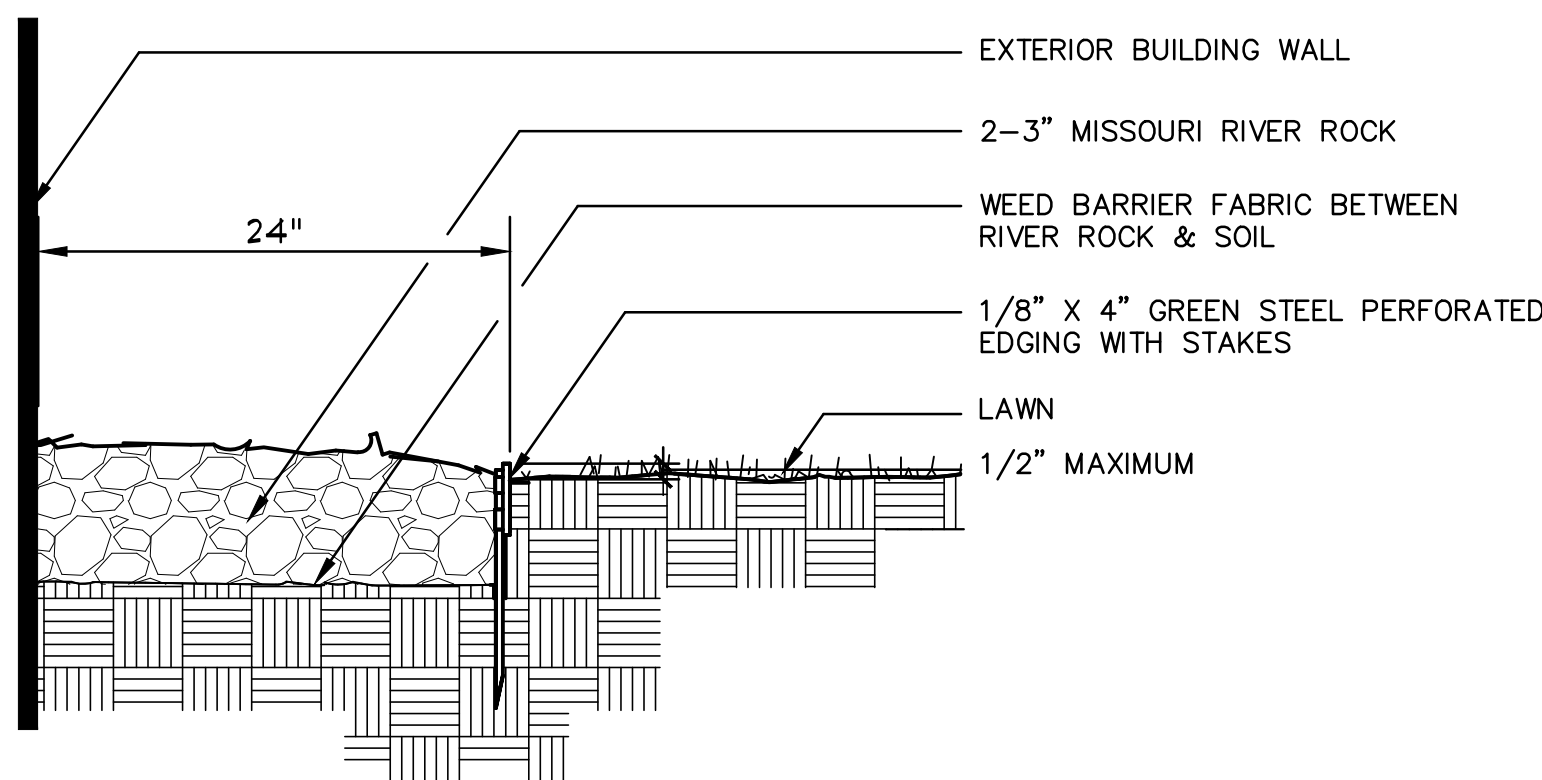 EXTERIOR BUILDING WALL
2-3" MISSOURI RIVER ROCK
24"
WEED BARRIER FABRIC BETWEEN
RIVER ROCK & SOIL
1/8" X 4" GREEN STEEL PERFORATED
EDGING WITH STAKES
LAWN
1/2" MAXIMUM